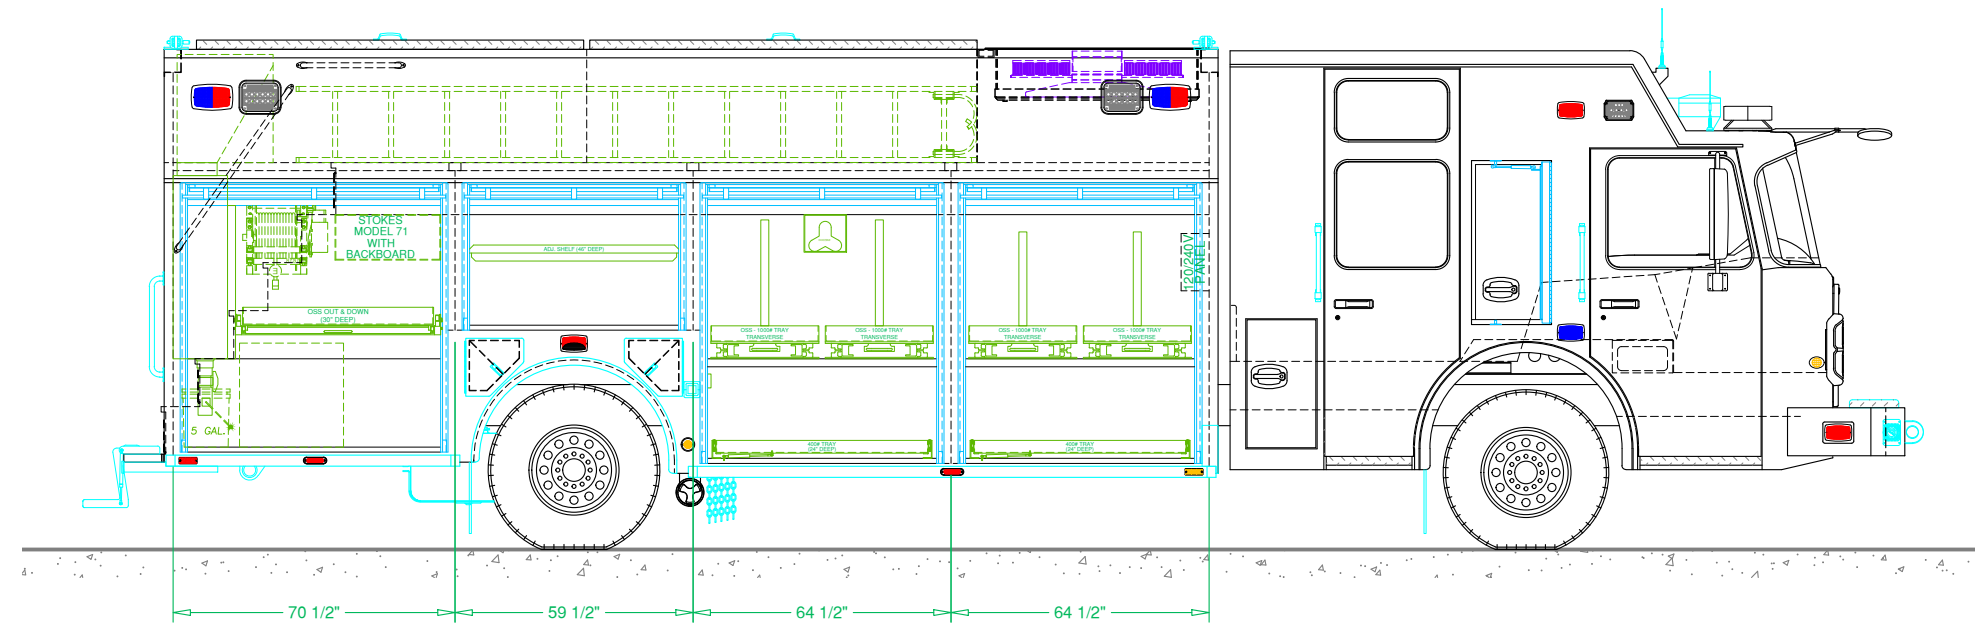 STOKES
MODEL 71
WITH
BACKBOARD
ADJ. SHELF (46" DEEP)
120/240V
PANEL
3
OSS OUT & DOWN
(30" DEEP)
OSS - 1000# TRAY
TRANSVERSE
OSS - 1000# TRAY
TRANSVERSE
OSS - 1000# TRAY
TRANSVERSE
OSS - 1000# TRAY
TRANSVERSE
5 GAL.
400# TRAY
(24" DEEP)
400# TRAY
(24" DEEP)
70 1/2"
59 1/2"
64 1/2"
64 1/2"